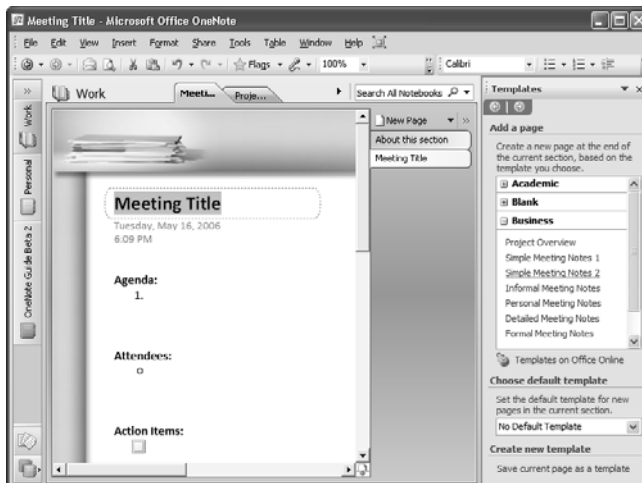 Meeting Title - Microsoft Office OneNote
File Edit View Insert Format Share Tools Table Window Help
Flags 100% Calibri
Work Meeti... Proje... Search All Notebooks
Work
Personal
OneNote Guide Beta 2
Meeting Title
Tuesday, May 16, 2006
6:09 PM
Agenda:
1.
Attendees:
Action Items:
New Page
About this section
Meeting Title
Templates
Add a page
Create a new page at the end of
the current section, based on the
template you choose.
Academic
Blank
Business
Project Overview
Simple Meeting Notes 1
Simple Meeting Notes 2
Informal Meeting Notes
Personal Meeting Notes
Detailed Meeting Notes
Formal Meeting Notes
Templates on Office Online
Choose default template
Set the default template for new
pages in the current section.
No Default Template
Create new template
Save current page as a template